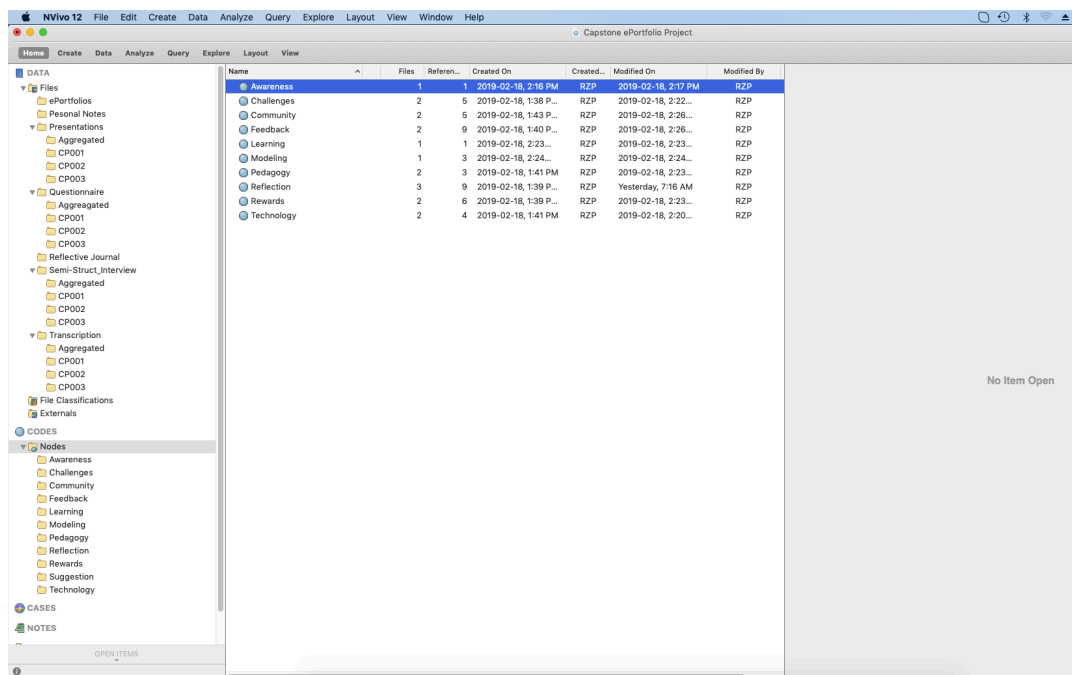 NVivo 12 File Edit Create Data Analyze Query Explore Layout View Window Help
Capstone ePortfolio Project
Home Create Data Analyze Query Explore Layout View
DATA
Files
ePortfolios
Pesonal Notes
Presentations
Aggregated
CP001
CP002
CP003
Questionnaire
Aggreagated
CP001
CP002
CP003
Reflective Journal
Semi-Struct_Interview
Aggregated
CP001
CP002
CP003
Transcription
Aggregated
CP001
CP002
CP003
File Classifications
Externals
CODES
Nodes
Awareness
Challenges
Community
Feedback
Learning
Modeling
Pedagogy
Reflection
Rewards
Suggestion
Technology
CASES
NOTES
OPEN ITEMS
Name Files Referen... Created On Created... Modified On Modified By
Awareness 1 1 2019-02-18, 2:16 PM RZP 2019-02-18, 2:17 PM RZP
Challenges 2 5 2019-02-18, 1:38 P... RZP 2019-02-18, 2:22... RZP
Community 2 5 2019-02-18, 1:43 P... RZP 2019-02-18, 2:26... RZP
Feedback 2 9 2019-02-18, 1:40 P... RZP 2019-02-18, 2:26... RZP
Learning 1 1 2019-02-18, 2:23... RZP 2019-02-18, 2:23... RZP
Modeling 1 3 2019-02-18, 2:24... RZP 2019-02-18, 2:24... RZP
Pedagogy 2 3 2019-02-18, 1:41 PM RZP 2019-02-18, 2:23... RZP
Reflection 3 9 2019-02-18, 1:39 P... RZP Yesterday, 7:16 AM RZP
Rewards 2 6 2019-02-18, 1:39 P... RZP 2019-02-18, 2:23... RZP
Technology 2 4 2019-02-18, 1:41 PM RZP 2019-02-18, 2:20... RZP
No Item Open